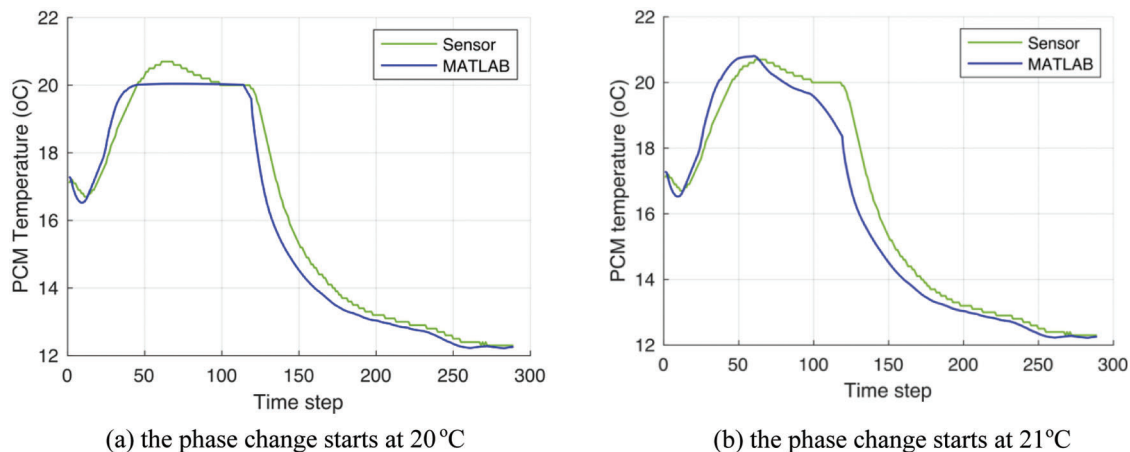 22
20
18
16
14
12
PCM Temperature (oC)
Sensor
MATLAB
0 50 100 150 200 250 300
Time step
(a) the phase change starts at 20 °C
22
20
18
16
14
12
PCM temperature (oC)
Sensor
MATLAB
0 50 100 150 200 250 300
Time step
(b) the phase change starts at 21°C